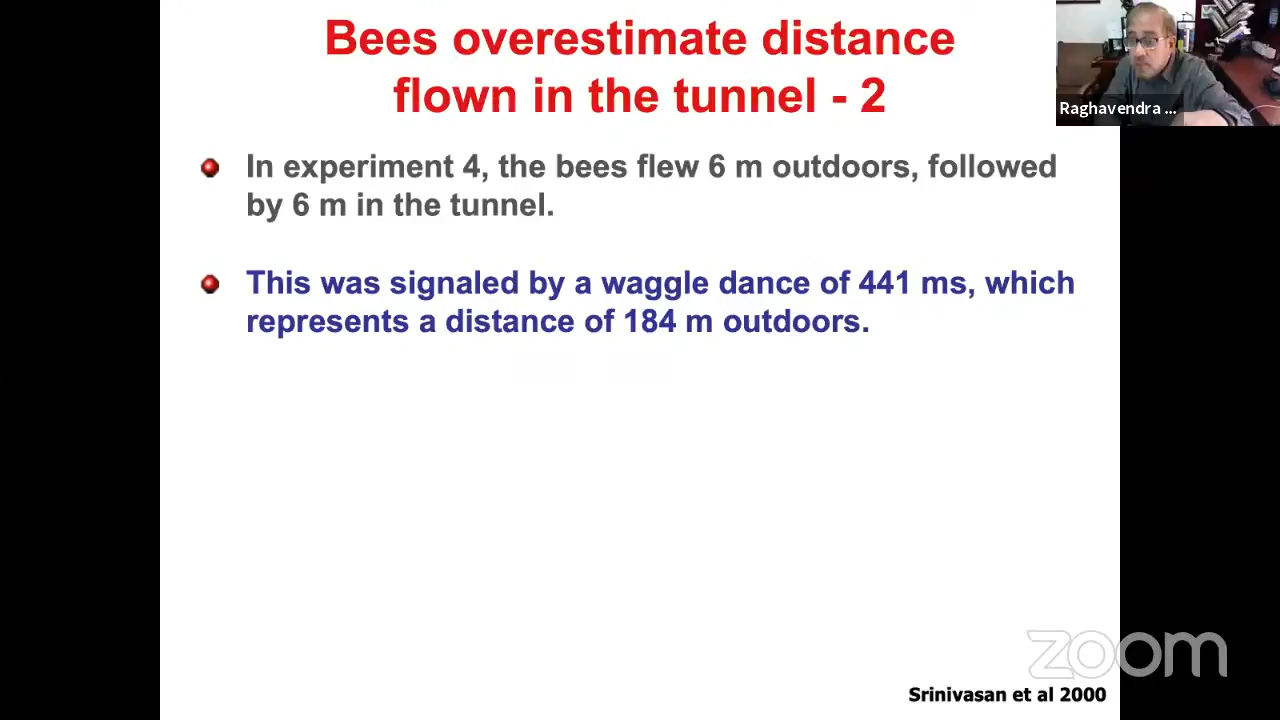 Bees overestimate distance
flown in the tunnel - 2
Raghavendra ...
In experiment 4, the bees flew 6 m outdoors, followed
by 6 m in the tunnel.
This was signaled by a waggle dance of 441 ms, which
represents a distance of 184 m outdoors.
zoom
Srinivasan et al 2000